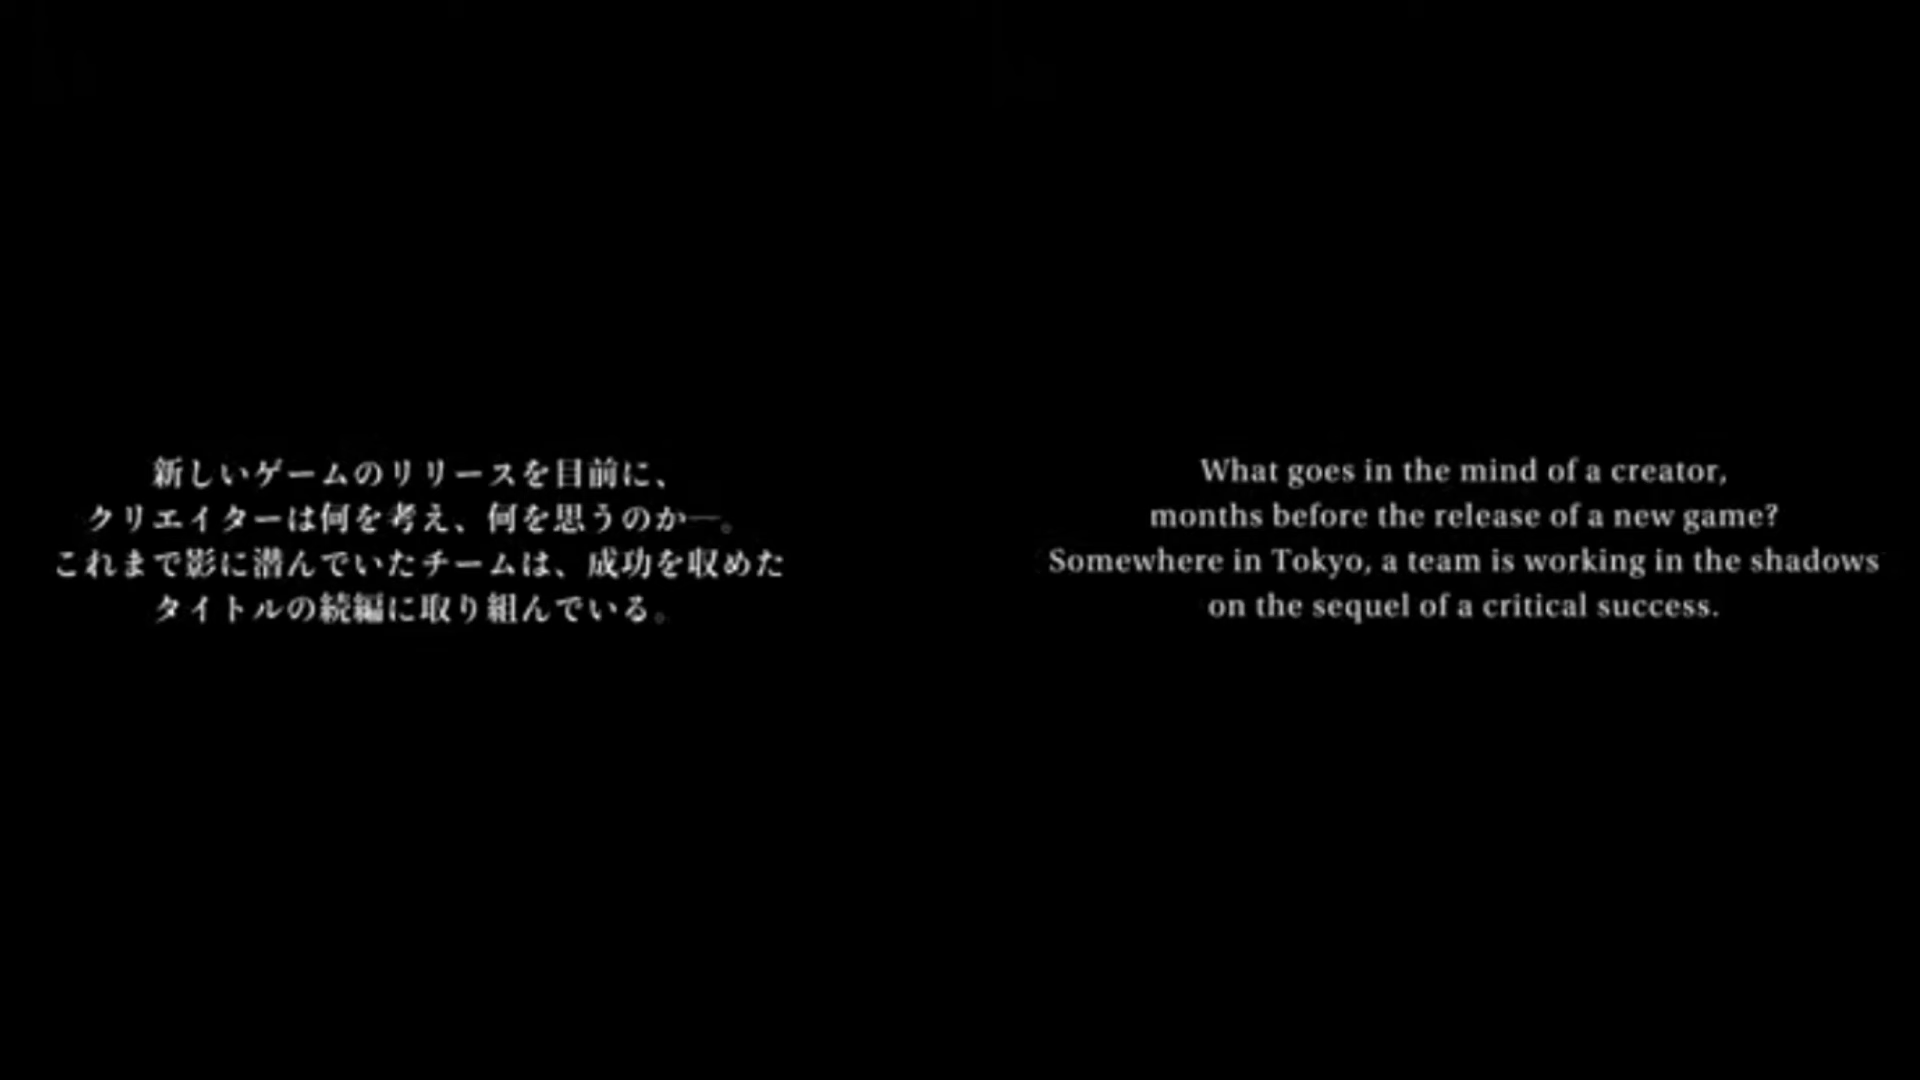 新しいゲームのリリースを目前に、
クリエイターは何を考え、何を思うのか―。
これまで影に潜んでいたチームは、成功を収めた
タイトルの続編に取り組んでいる。
What goes in the mind of a creator,
months before the release of a new game?
Somewhere in Tokyo, a team is working in the shadows
on the sequel of a critical success.